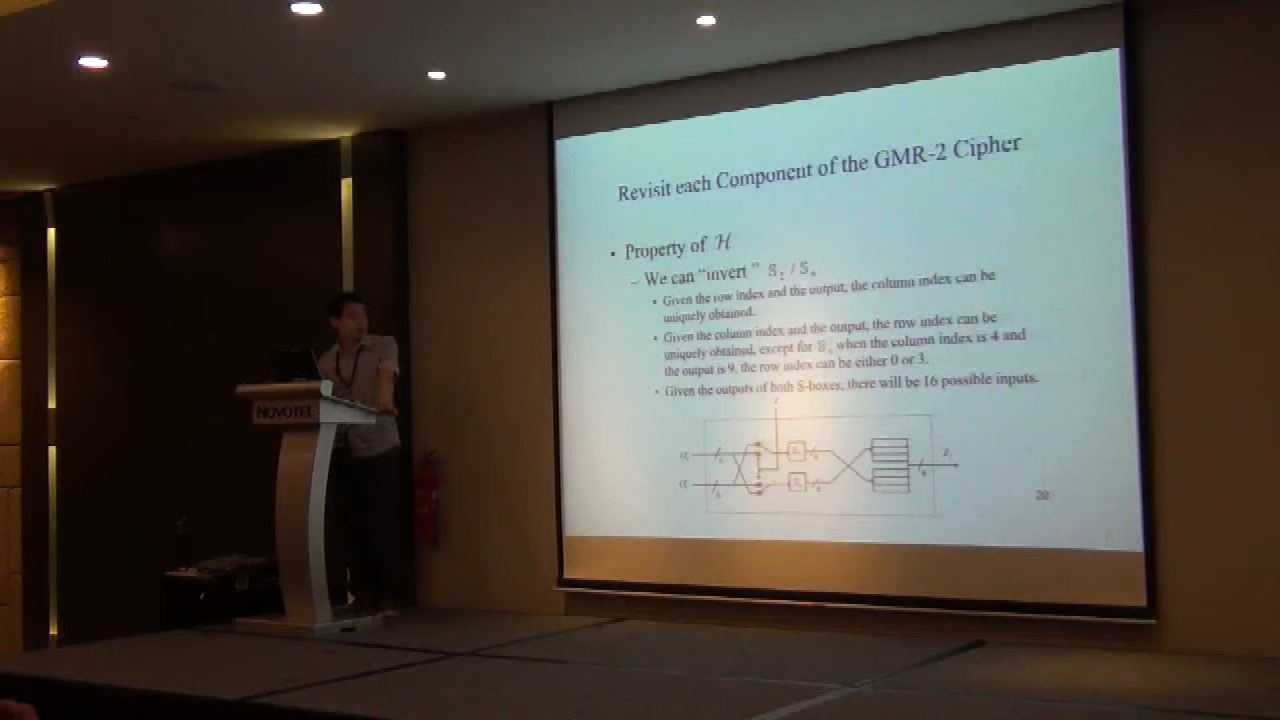 Revisit each Component of the GMR-2 Cipher
• Property of ℋ
– We can “invert ” 𝕊₂ / 𝕊₆
• Given the row index and the output, the column index can be
uniquely obtained.
• Given the column index and the output, the row index can be
uniquely obtained, except for 𝕊₆ when the column index is 4 and
the output is 9, the row index can be either 0 or 3.
• Given the outputs of both S-boxes, there will be 16 possible inputs.
20
NOVOTEL